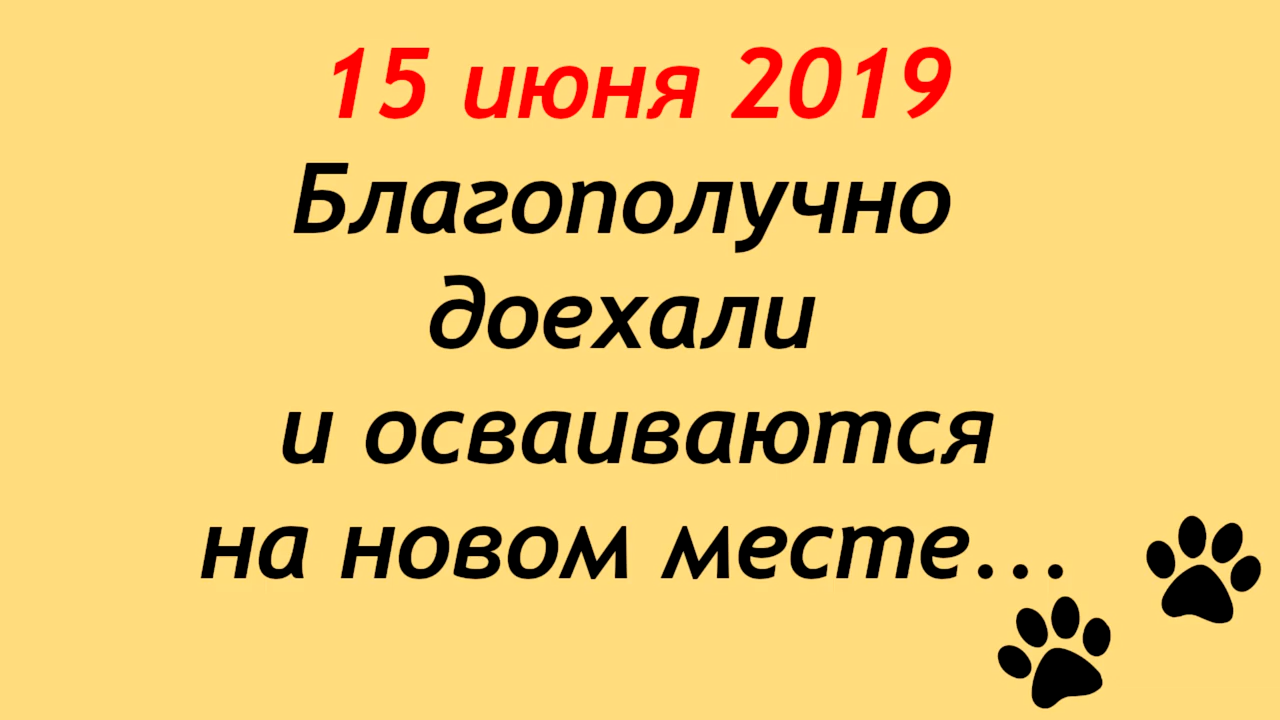 15 июня 2019
Благополучно
доехали
и осваиваются
на новом месте...